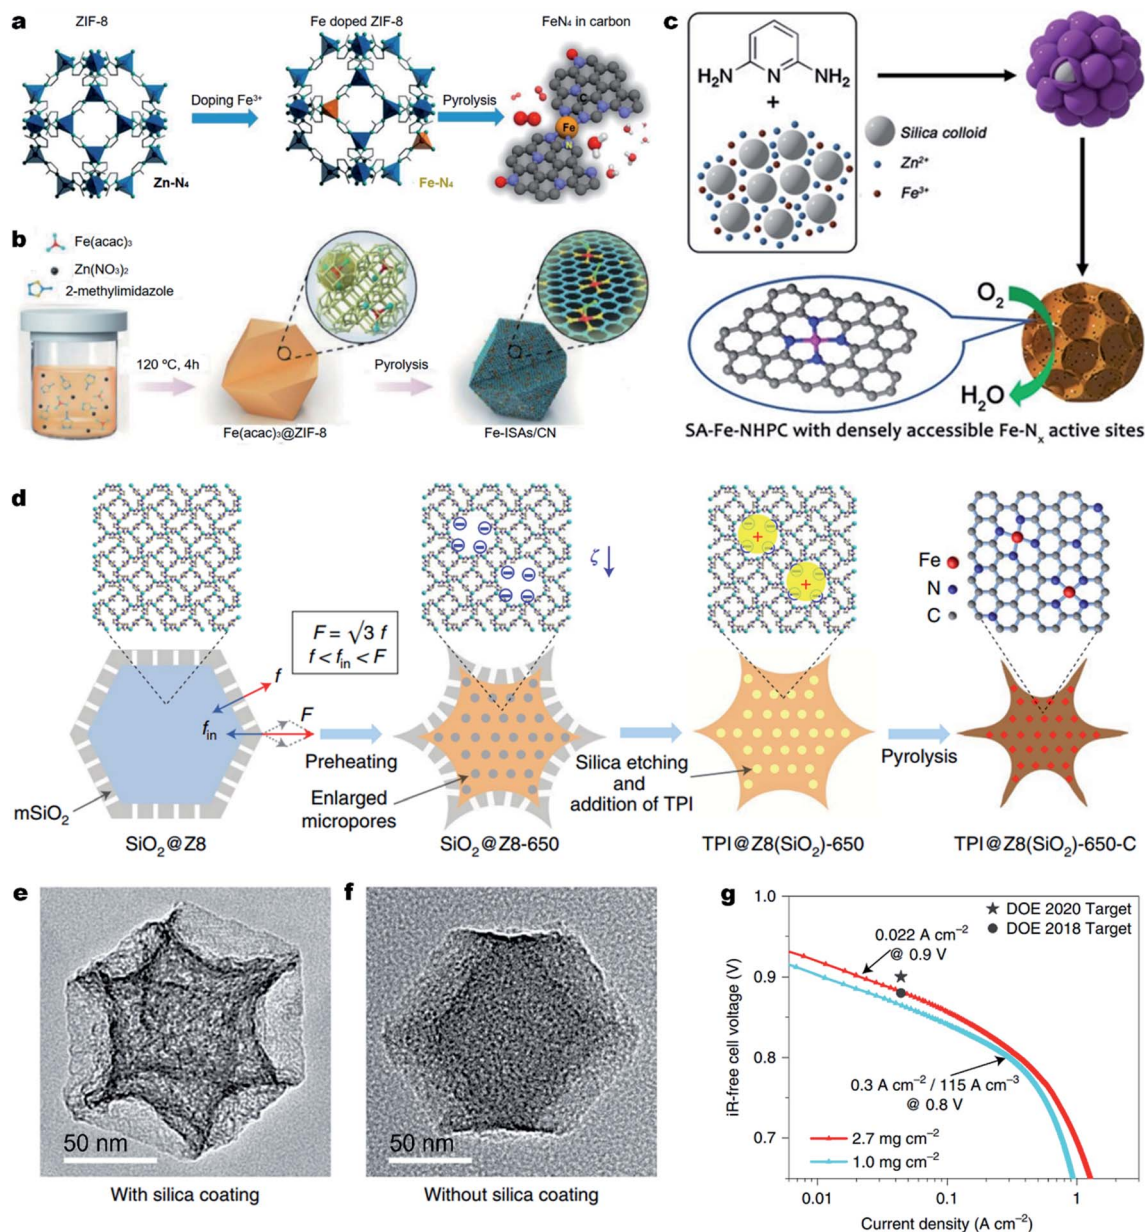 a
ZIF-8
Fe doped ZIF-8
FeN₄ in carbon
Doping Fe³⁺
Pyrolysis
C
Fe
N
Zn-N₄
Fe-N₄
b
Fe(acac)₃
Zn(NO₃)₂
2-methylimidazole
120 ºC, 4h
Pyrolysis
Fe(acac)₃@ZIF-8
Fe-ISAs/CN
c
H₂N
N
NH₂
+
Silica colloid
Zn²⁺
Fe³⁺
O₂
H₂O
SA-Fe-NHPC with densely accessible Fe-Nₓ active sites
d
ζ
+
+
Fe
N
C
F = √3 f
f < fᵢₙ < F
f
F
fᵢₙ
mSiO₂
Preheating
Enlarged
micropores
Silica etching
and
addition of TPI
Pyrolysis
SiO₂@Z8
SiO₂@Z8-650
TPI@Z8(SiO₂)-650
TPI@Z8(SiO₂)-650-C
e
50 nm
With silica coating
f
50 nm
Without silica coating
g
iR-free cell voltage (V)
1.0
0.9
0.8
0.7
★ DOE 2020 Target
● DOE 2018 Target
0.022 A cm⁻²
@ 0.9 V
0.3 A cm⁻² / 115 A cm⁻³
@ 0.8 V
2.7 mg cm⁻²
1.0 mg cm⁻²
0.01
0.1
1
Current density (A cm⁻²)